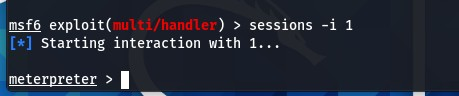 msf6 exploit(multi/handler) > sessions -i 1
[*] Starting interaction with 1...
meterpreter >